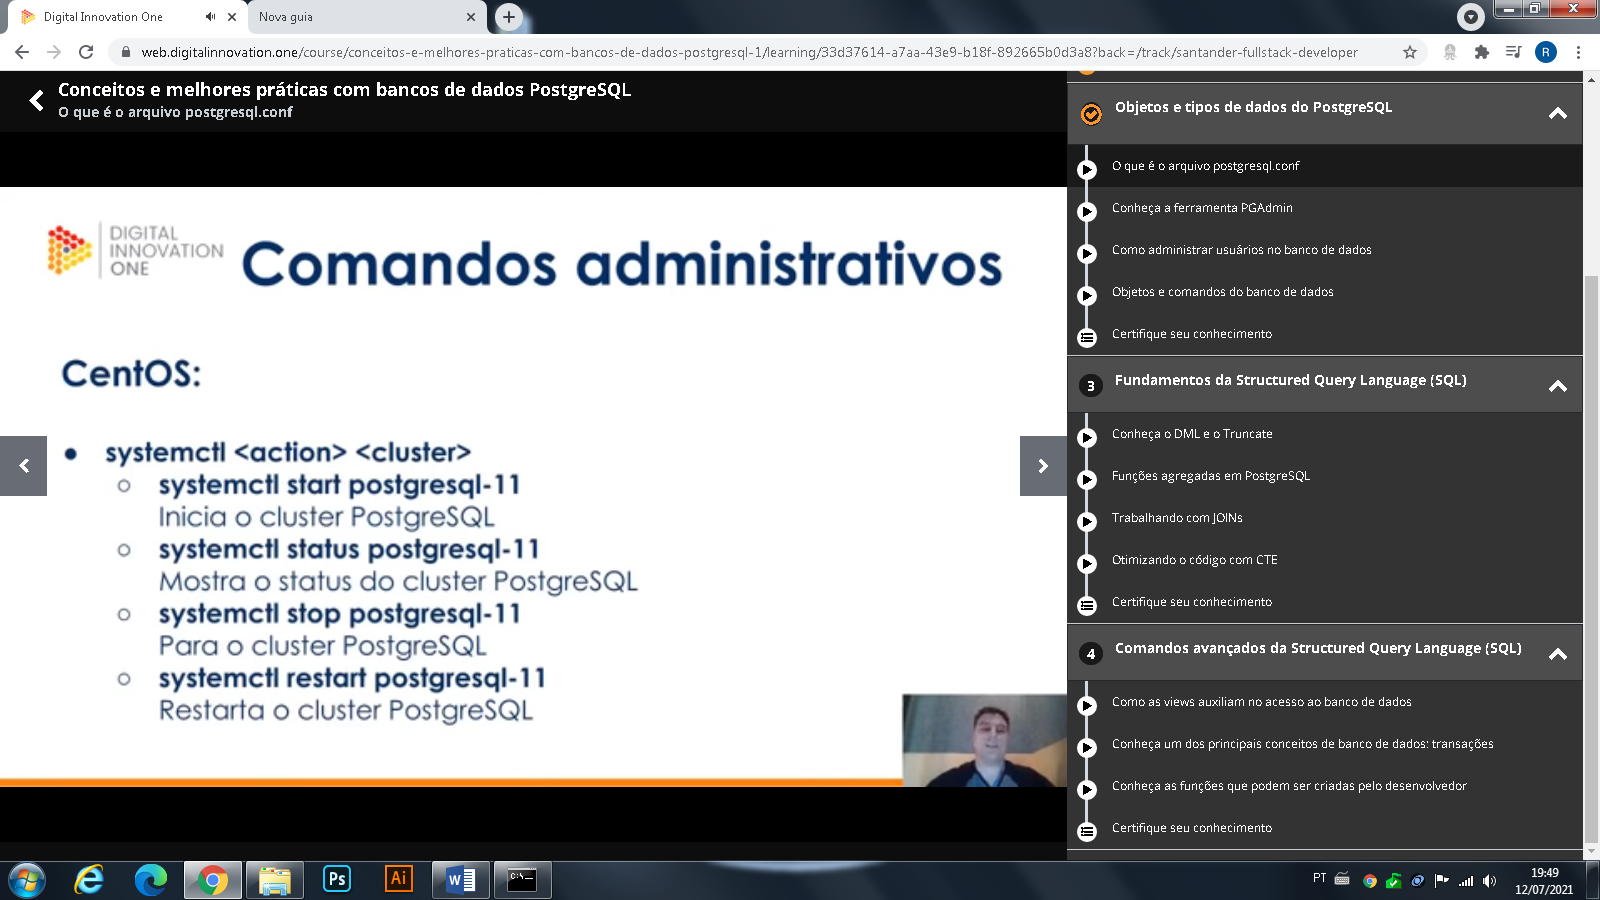 Digital Innovation One
Nova guia
web.digitalinnovation.one/course/conceitos-e-melhores-praticas-com-bancos-de-dados-postgresql-1/learning/33d37614-a7aa-43e9-b18f-892665b0d3a8?back=/track/santander-fullstack-developer
R
Conceitos e melhores práticas com bancos de dados PostgreSQL
O que é o arquivo postgresql.conf
DIGITAL
INNOVATION
ONE
Comandos administrativos
CentOS:
systemctl <action> <cluster>
systemctl start postgresql-11
Inicia o cluster PostgreSQL
systemctl status postgresql-11
Mostra o status do cluster PostgreSQL
systemctl stop postgresql-11
Para o cluster PostgreSQL
systemctl restart postgresql-11
Restarta o cluster PostgreSQL
Objetos e tipos de dados do PostgreSQL
O que é o arquivo postgresql.conf
Conheça a ferramenta PGAdmin
Como administrar usuários no banco de dados
Objetos e comandos do banco de dados
Certifique seu conhecimento
3 Fundamentos da Structured Query Language (SQL)
Conheça o DML e o Truncate
Funções agregadas em PostgreSQL
Trabalhando com JOINs
Otimizando o código com CTE
Certifique seu conhecimento
4 Comandos avançados da Structured Query Language (SQL)
Como as views auxiliam no acesso ao banco de dados
Conheça um dos principais conceitos de banco de dados: transações
Conheça as funções que podem ser criadas pelo desenvolvedor
Certifique seu conhecimento
Ps
Ai
W
C:\
PT
19:49
12/07/2021